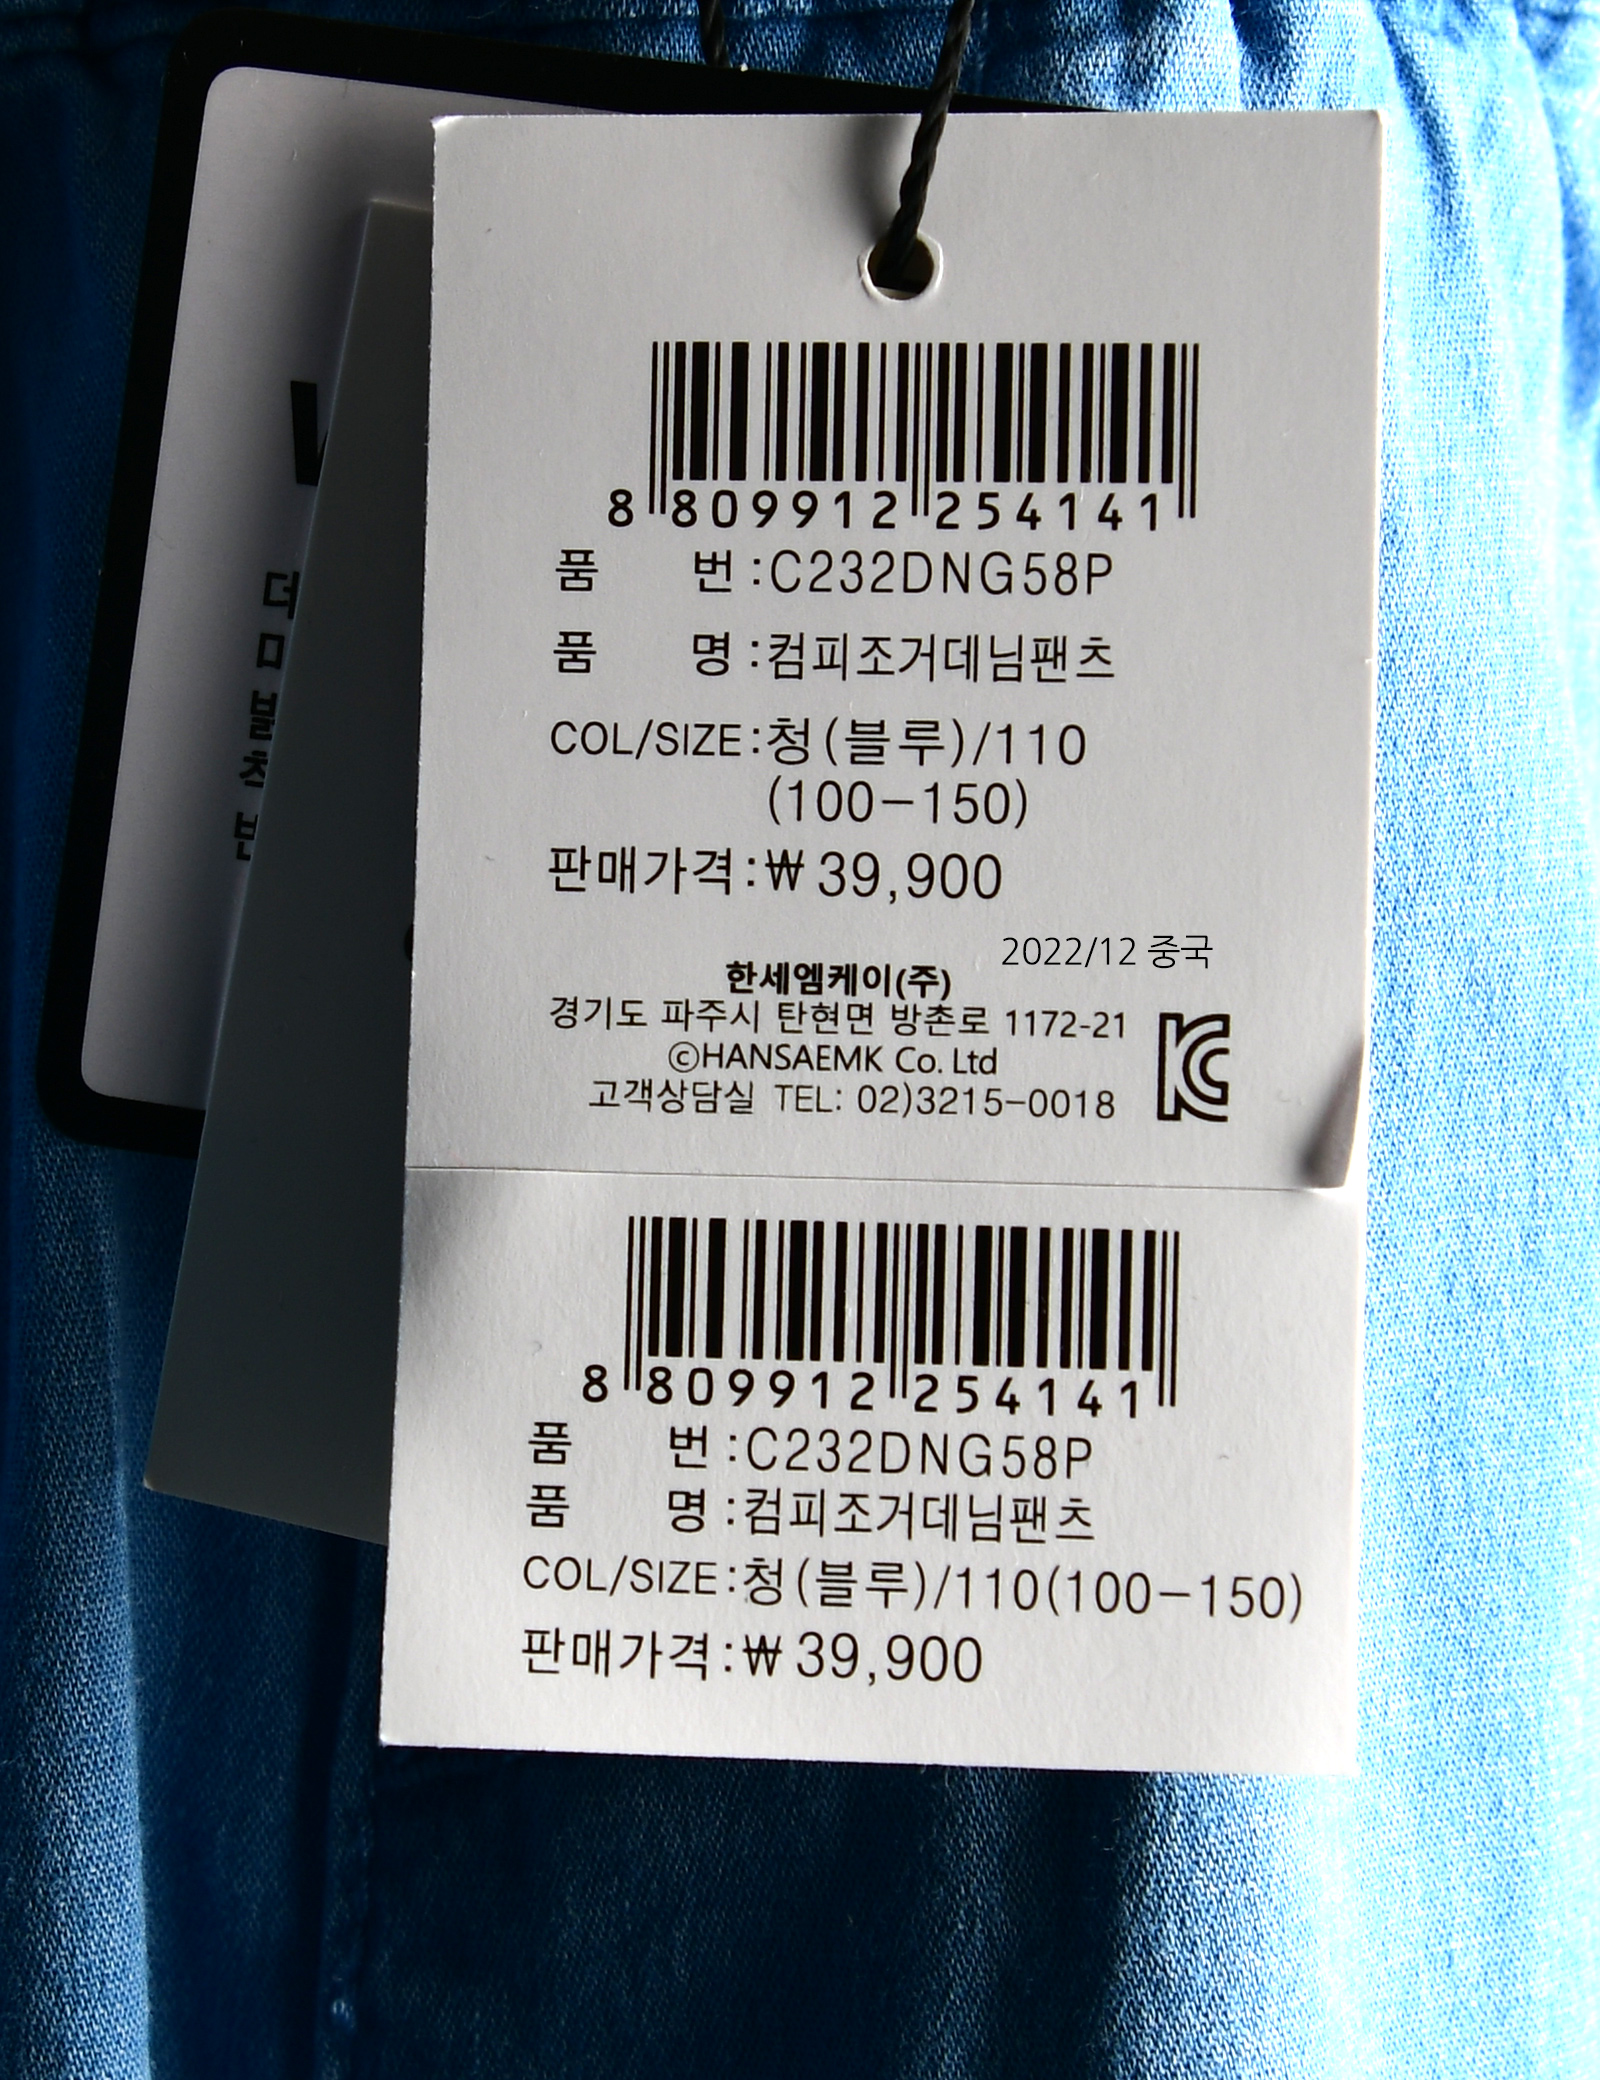 8 809912 254141
품 번 :C232DNG58P
품 명 :컴피조거데님팬츠
COL/SIZE:청(블루)/110
(100-150)
판매가격:₩ 39,900
2022/12 중국
한세엠케이(주)
경기도 파주시 탄현면 방촌로 1172-21
©HANSAEMK Co. Ltd
고객상담실 TEL: 02)3215-0018
8 809912 254141
품 번 :C232DNG58P
품 명 :컴피조거데님팬츠
COL/SIZE:청(블루)/110(100-150)
판매가격:₩ 39,900